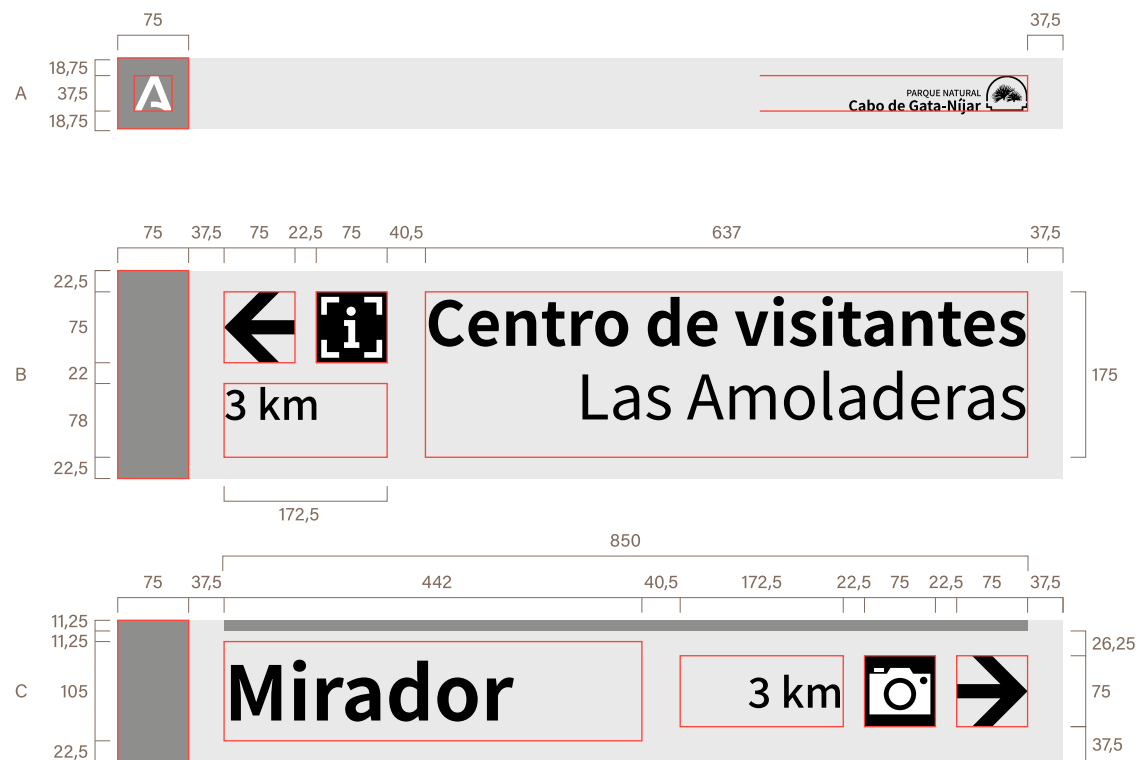 75 37,5
18,75
A 37,5
18,75
PARQUE NATURAL
Cabo de Gata-Níjar
75 37,5 75 22,5 75 40,5 637 37,5
22,5
75
B 22
78
22,5
Centro de visitantes
Las Amoladeras
3 km
175
172,5
850
75 37,5 442 40,5 172,5 22,5 75 22,5 75 37,5
11,25
11,25
C 105
22,5
Mirador 3 km
26,25
75
37,5